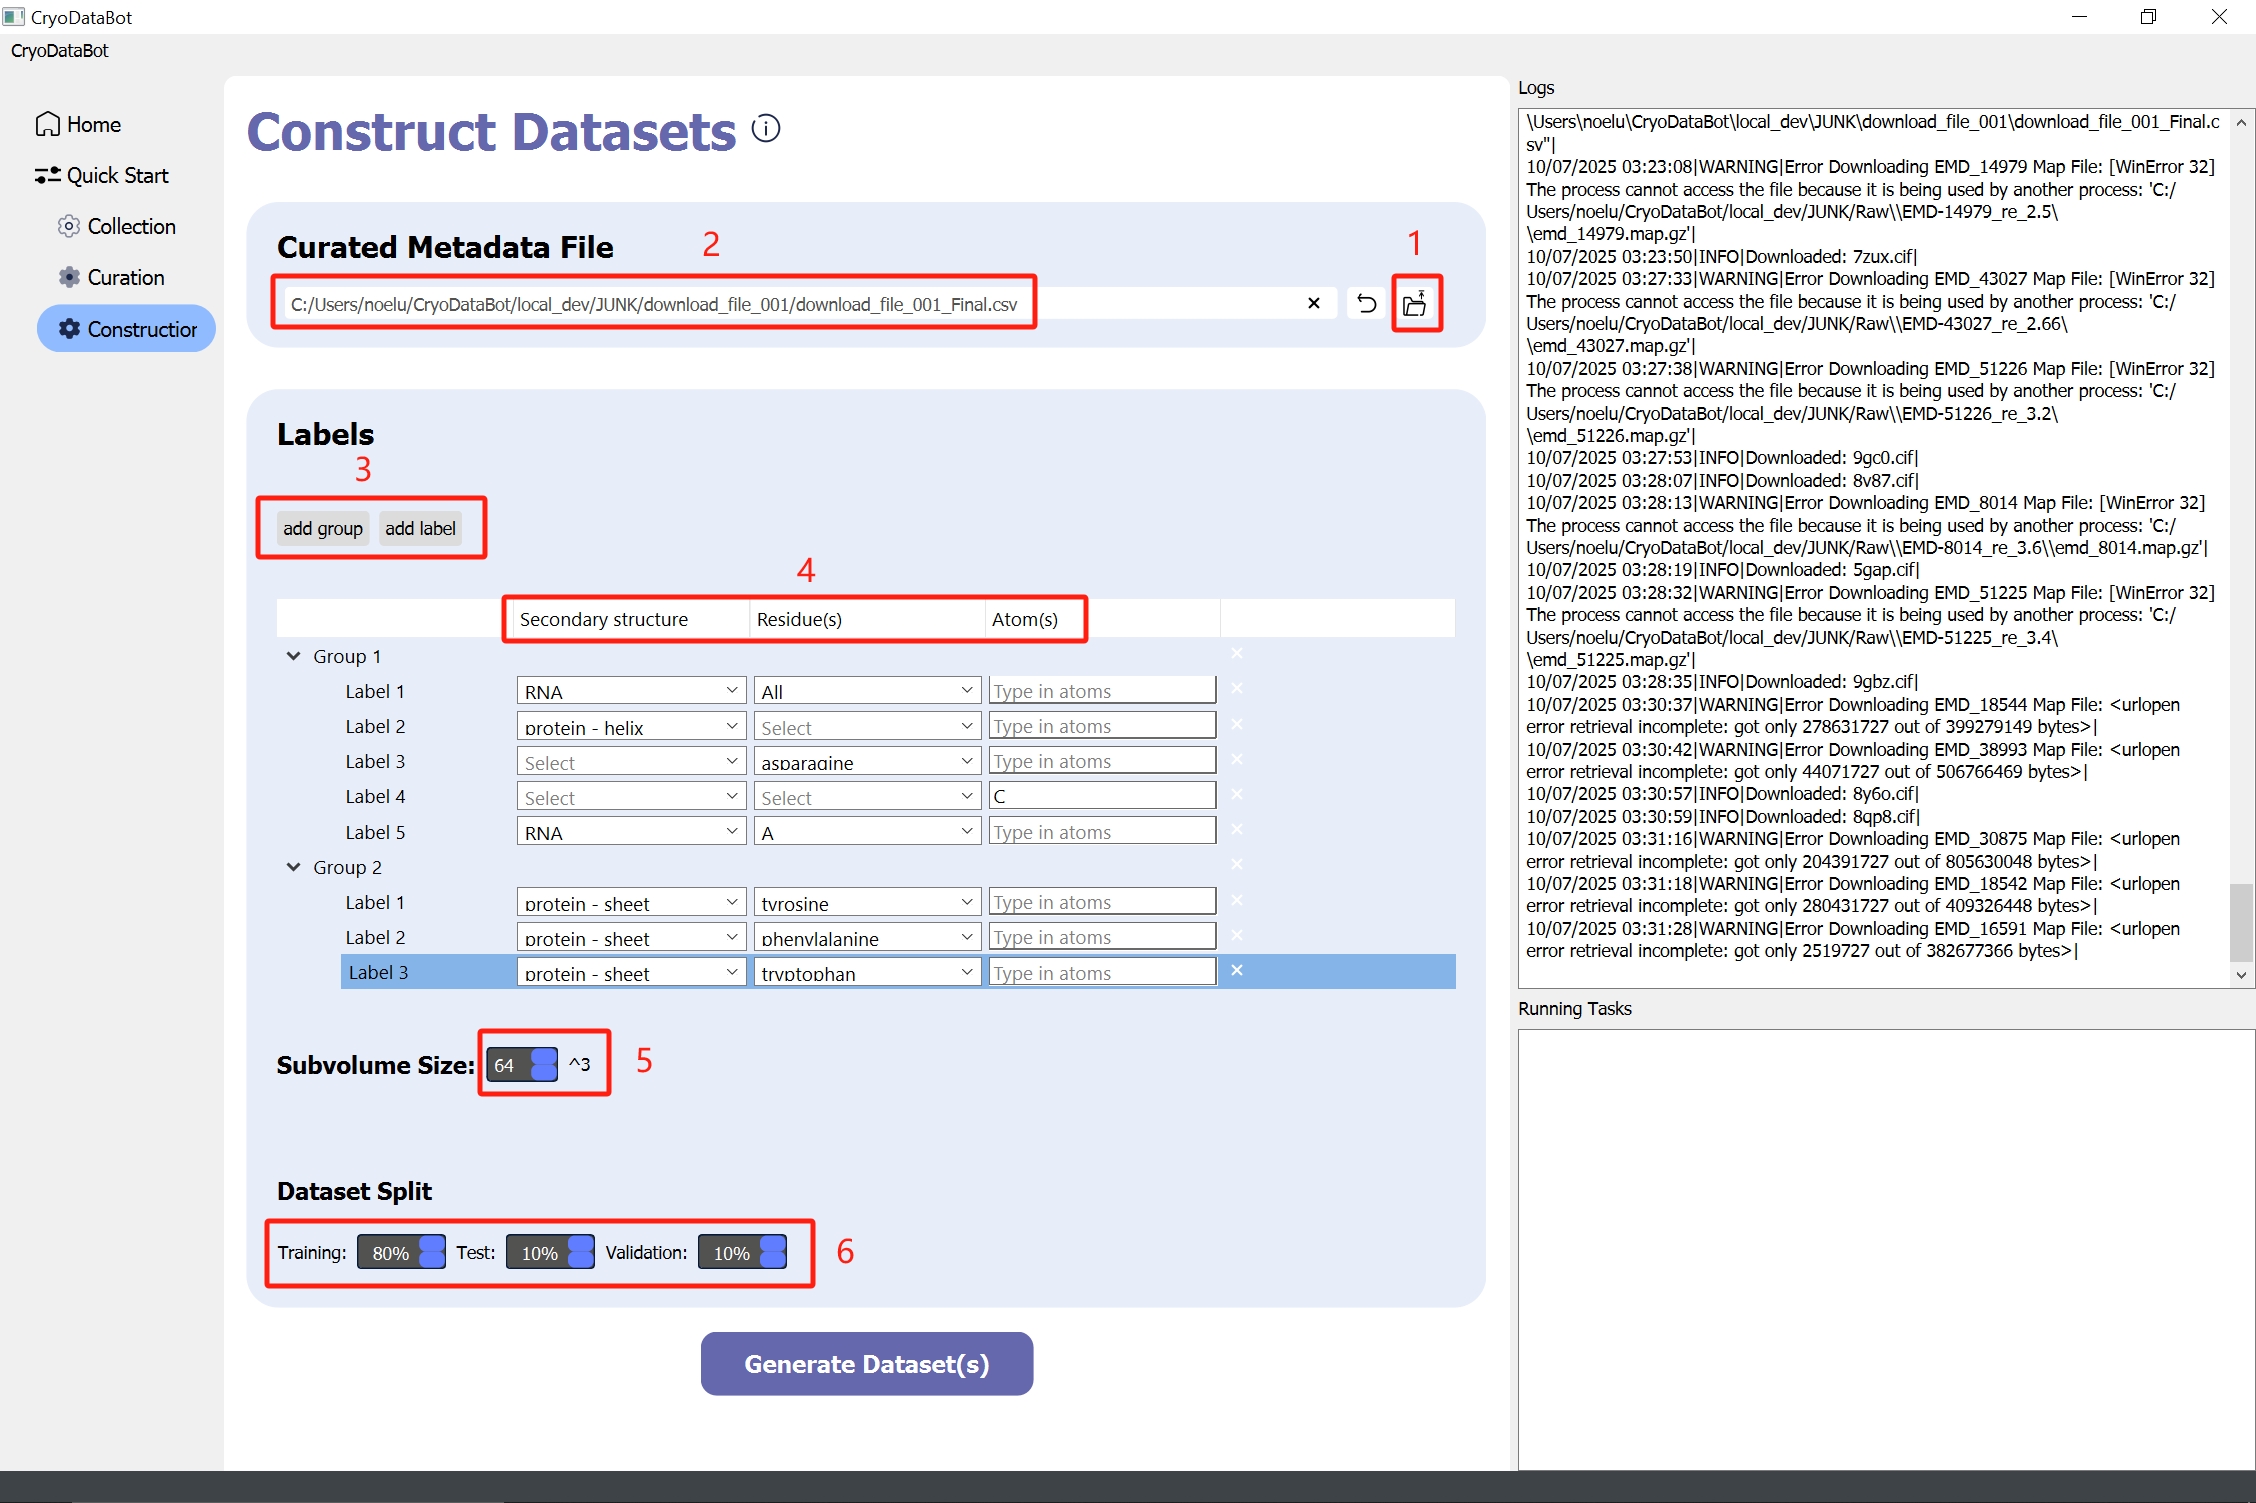 CryoDataBot
CryoDataBot
Home
Quick Start
Collection
Curation
Construction
Construct Datasets
Curated Metadata File
2
1
C:/Users/noelu/CryoDataBot/local_dev/JUNK/download_file_001/download_file_001_Final.csv
Labels
3
add group add label
4
Secondary structure Residue(s) Atom(s)
Group 1
Label 1 RNA All Type in atoms
Label 2 protein - helix Select Type in atoms
Label 3 Select asparagine Type in atoms
Label 4 Select Select C
Label 5 RNA A Type in atoms
Group 2
Label 1 protein - sheet tyrosine Type in atoms
Label 2 protein - sheet phenylalanine Type in atoms
Label 3 protein - sheet tryptophan Type in atoms
Subvolume Size: 64 ^3 5
Dataset Split
Training: 80% Test: 10% Validation: 10% 6
Generate Dataset(s)
Logs
\Users\noelu\CryoDataBot\local_dev\JUNK\download_file_001\download_file_001_Final.c
sv"|
10/07/2025 03:23:08|WARNING|Error Downloading EMD_14979 Map File: [WinError 32]
The process cannot access the file because it is being used by another process: 'C:/
Users/noelu/CryoDataBot/local_dev/JUNK/Raw\\EMD-14979_re_2.5\
\emd_14979.map.gz'|
10/07/2025 03:23:50|INFO|Downloaded: 7zux.cif|
10/07/2025 03:27:33|WARNING|Error Downloading EMD_43027 Map File: [WinError 32]
The process cannot access the file because it is being used by another process: 'C:/
Users/noelu/CryoDataBot/local_dev/JUNK/Raw\\EMD-43027_re_2.66\
\emd_43027.map.gz'|
10/07/2025 03:27:38|WARNING|Error Downloading EMD_51226 Map File: [WinError 32]
The process cannot access the file because it is being used by another process: 'C:/
Users/noelu/CryoDataBot/local_dev/JUNK/Raw\\EMD-51226_re_3.2\
\emd_51226.map.gz'|
10/07/2025 03:27:53|INFO|Downloaded: 9gc0.cif|
10/07/2025 03:28:07|INFO|Downloaded: 8v87.cif|
10/07/2025 03:28:13|WARNING|Error Downloading EMD_8014 Map File: [WinError 32]
The process cannot access the file because it is being used by another process: 'C:/
Users/noelu/CryoDataBot/local_dev/JUNK/Raw\\EMD-8014_re_3.6\\emd_8014.map.gz'|
10/07/2025 03:28:19|INFO|Downloaded: 5gap.cif|
10/07/2025 03:28:32|WARNING|Error Downloading EMD_51225 Map File: [WinError 32]
The process cannot access the file because it is being used by another process: 'C:/
Users/noelu/CryoDataBot/local_dev/JUNK/Raw\\EMD-51225_re_3.4\
\emd_51225.map.gz'|
10/07/2025 03:28:35|INFO|Downloaded: 9gbz.cif|
10/07/2025 03:30:37|WARNING|Error Downloading EMD_18544 Map File: <urlopen
error retrieval incomplete: got only 278631727 out of 399279149 bytes>|
10/07/2025 03:30:42|WARNING|Error Downloading EMD_38993 Map File: <urlopen
error retrieval incomplete: got only 44071727 out of 506766469 bytes>|
10/07/2025 03:30:57|INFO|Downloaded: 8y6o.cif|
10/07/2025 03:30:59|INFO|Downloaded: 8qp8.cif|
10/07/2025 03:31:16|WARNING|Error Downloading EMD_30875 Map File: <urlopen
error retrieval incomplete: got only 204391727 out of 805630048 bytes>|
10/07/2025 03:31:18|WARNING|Error Downloading EMD_18542 Map File: <urlopen
error retrieval incomplete: got only 280431727 out of 409326448 bytes>|
10/07/2025 03:31:28|WARNING|Error Downloading EMD_16591 Map File: <urlopen
error retrieval incomplete: got only 2519727 out of 382677366 bytes>|
Running Tasks